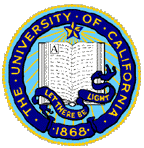 THE · UNIVERSITY · OF · CALIFORNIA
A
LET THERE BE LIGHT
· 1868 ·